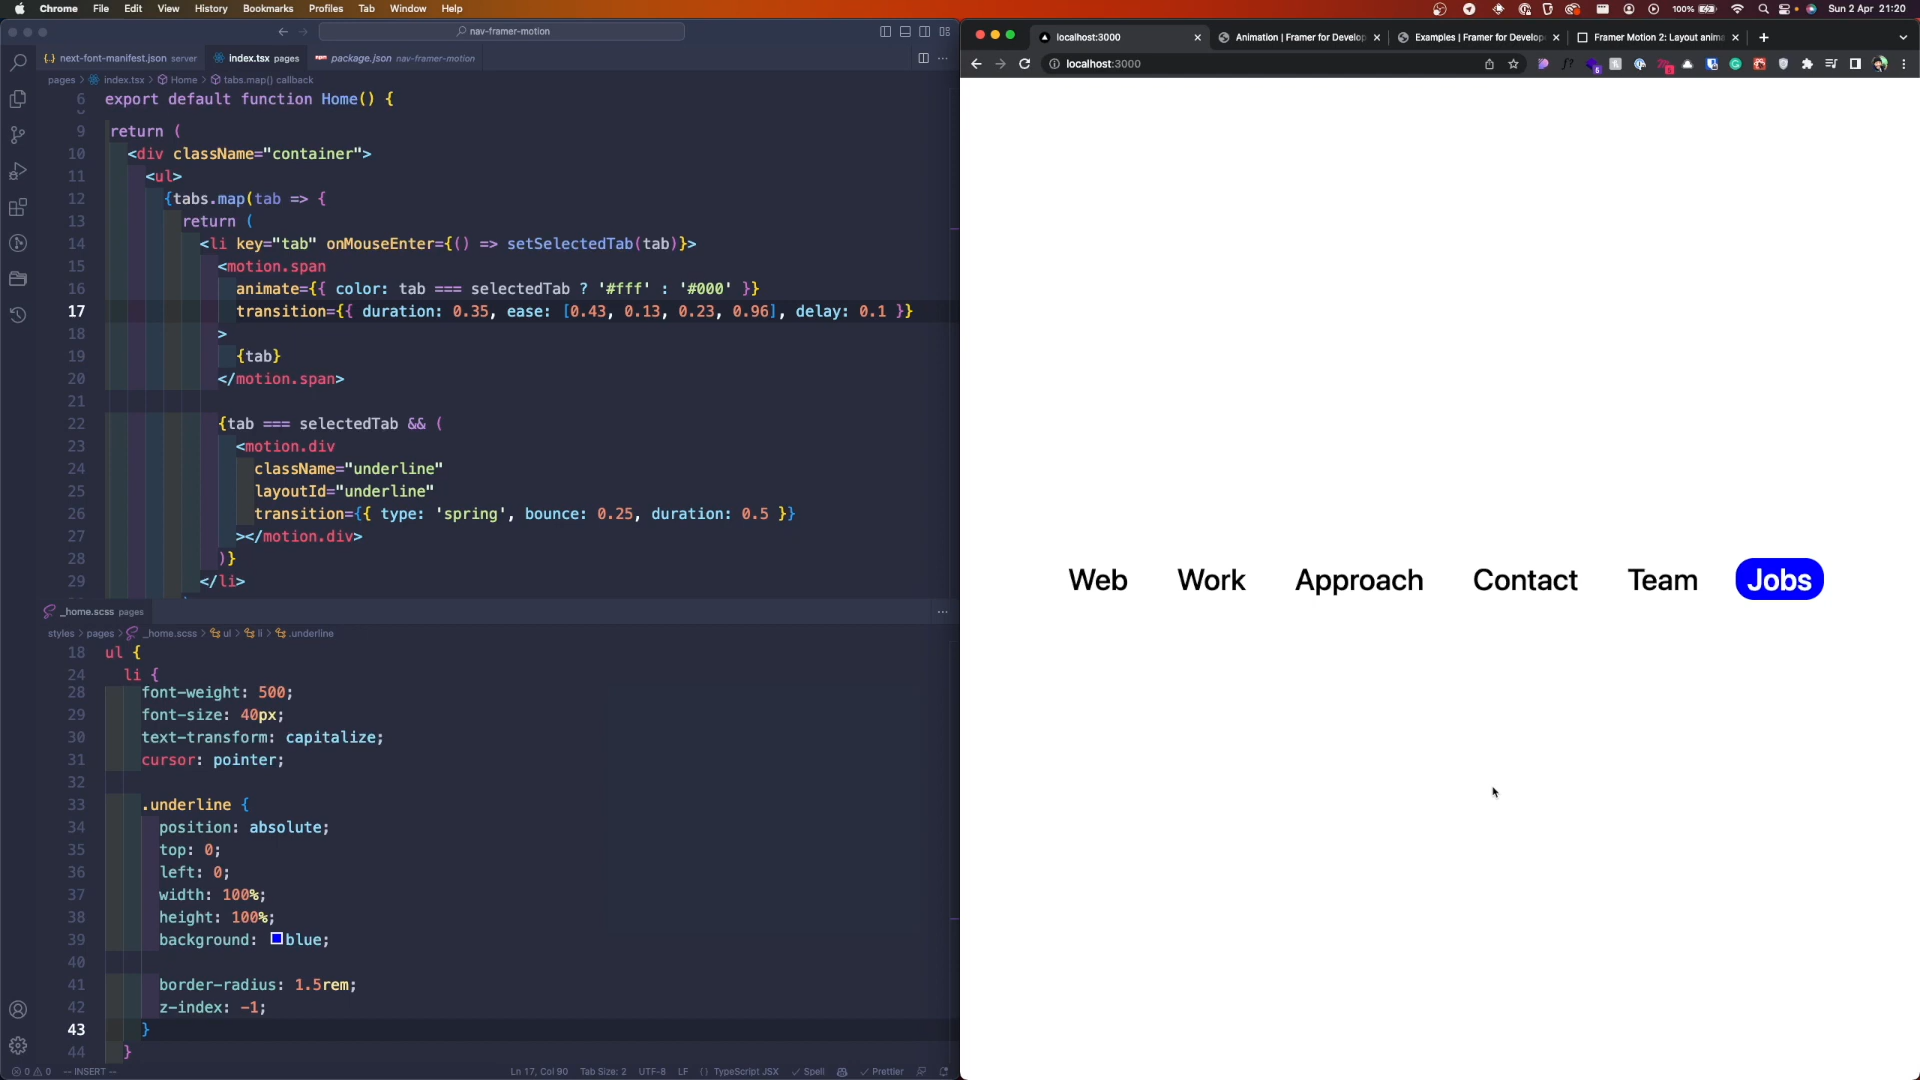 Chrome File Edit View History Bookmarks Profiles Tab Window Help 100% Sun 2 Apr 21:20
nav-framer-motion
next-font-manifest.json server index.tsx pages package.json nav-framer-motion
pages > index.tsx > Home > tabs.map() callback
6 export default function Home() {
9 return (
10 <div className="container">
11 <ul>
12 {tabs.map(tab => {
13 return (
14 <li key="tab" onMouseEnter={() => setSelectedTab(tab)}>
15 <motion.span
16 animate={{ color: tab === selectedTab ? '#fff' : '#000' }}
17 transition={{ duration: 0.35, ease: [0.43, 0.13, 0.23, 0.96], delay: 0.1 }}
18 >
19 {tab}
20 </motion.span>
21
22 {tab === selectedTab && (
23 <motion.div
24 className="underline"
25 layoutId="underline"
26 transition={{ type: 'spring', bounce: 0.25, duration: 0.5 }}
27 ></motion.div>
28 )}
29 </li>
_home.scss pages
styles > pages > _home.scss > ul > li > .underline
18 ul {
24 li {
28 font-weight: 500;
29 font-size: 40px;
30 text-transform: capitalize;
31 cursor: pointer;
32
33 .underline {
34 position: absolute;
35 top: 0;
36 left: 0;
37 width: 100%;
38 height: 100%;
39 background: blue;
40
41 border-radius: 1.5rem;
42 z-index: -1;
43 }
44 }
0 0 -- INSERT -- Ln 17, Col 90 Tab Size: 2 UTF-8 LF {} TypeScript JSX Spell Prettier
localhost:3000 Animation | Framer for Develop Examples | Framer for Develop Framer Motion 2: Layout anima
localhost:3000
Web Work Approach Contact Team Jobs